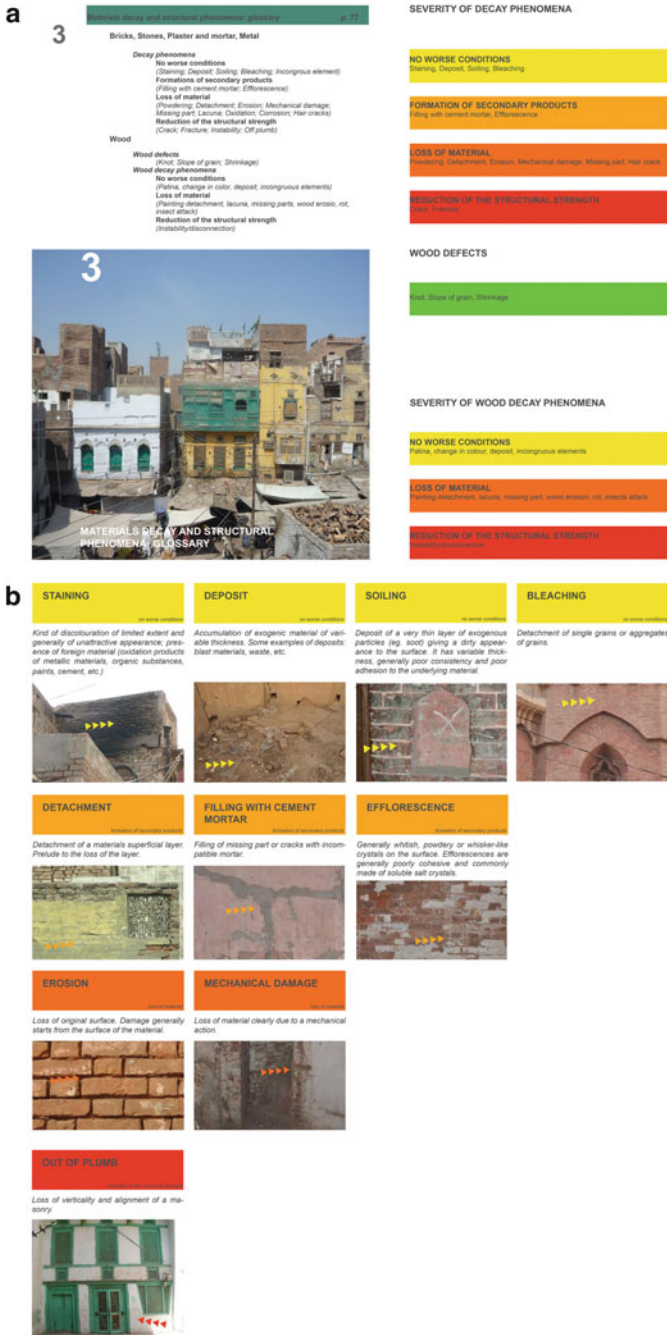 a
3
Materials decay and structural phenomena: glossary p. 77
Bricks, Stones, Plaster and mortar, Metal
Decay phenomena
No worse conditions
(Staining; Deposit; Soiling; Bleaching; Incongrous element)
Formations of secondary products
(Filling with cement mortar; Efflorescence)
Loss of material
(Powdering; Detachment; Erosion; Mechanical damage;
Missing part; Lacuna; Oxstation; Corrosion; Hair cracks)
Reduction of the structural strength
(Crack; Fracture; Instability; Off plumb)
Wood
Wood defects
(Knot; Slope of grain; Shrinkage)
Wood decay phenomena
No worse conditions
(Patina, change in color, deposit, incongruous elements)
Loss of material
(Painting detachment, lacuna, missing parts, wood erosio, rot,
insect attack)
Reduction of the structural strength
(Instability/disconnection)
3
MATERIALS DECAY AND STRUCTURAL
PHENOMENA: GLOSSARY
SEVERITY OF DECAY PHENOMENA
NO WORSE CONDITIONS
Staining, Deposit, Soiling, Bleaching
FORMATION OF SECONDARY PRODUCTS
Filling with cement mortar, Efflorescence
LOSS OF MATERIAL
Powdering, Detachment, Erosion, Mechanical damage, Missing part, Hair crack
REDUCTION OF THE STRUCTURAL STRENGTH
Crack, Fracture
WOOD DEFECTS
Knot, Slope of grain, Shrinkage
SEVERITY OF WOOD DECAY PHENOMENA
NO WORSE CONDITIONS
Patina, change in colour, deposit, incongruous elements
LOSS OF MATERIAL
Painting detachment, lacuna, missing part, wood erosion, rot, insects attack
REDUCTION OF THE STRUCTURAL STRENGTH
Instability/disconnection
b
STAINING
no worse conditions
Kind of discolouration of limited extent and
generally of unattractive appearance; pres-
ence of foreign material (oxidation products
of metallic materials, organic substances,
paints, cement, etc.)
DEPOSIT
no worse conditions
Accumulation of exogenic material of vari-
able thickness. Some examples of deposits:
blast materials, waste, etc.
SOILING
no worse conditions
Deposit of a very thin layer of exogenous
particles (eg. soot) giving a dirty appear-
ance to the surface. It has variable thick-
ness, generally poor consistency and poor
adhesion to the underlying material.
BLEACHING
no worse conditions
Detachment of single grains or aggregates
of grains.
DETACHMENT
formation of secondary products
Detachment of a materials superficial layer.
Prelude to the loss of the layer.
FILLING WITH CEMENT
MORTAR
formation of secondary products
Filling of missing part or cracks with incom-
patible mortar.
EFFLORESCENCE
formation of secondary products
Generally whitish, powdery or whisker-like
crystals on the surface. Efflorescences are
generally poorly cohesive and commonly
made of soluble salt crystals.
EROSION
loss of material
Loss of original surface. Damage generally
starts from the surface of the material.
MECHANICAL DAMAGE
loss of material
Loss of material clearly due to a mechanical
action.
OUT OF PLUMB
Loss of verticality and alignment of a ma-
sonry.